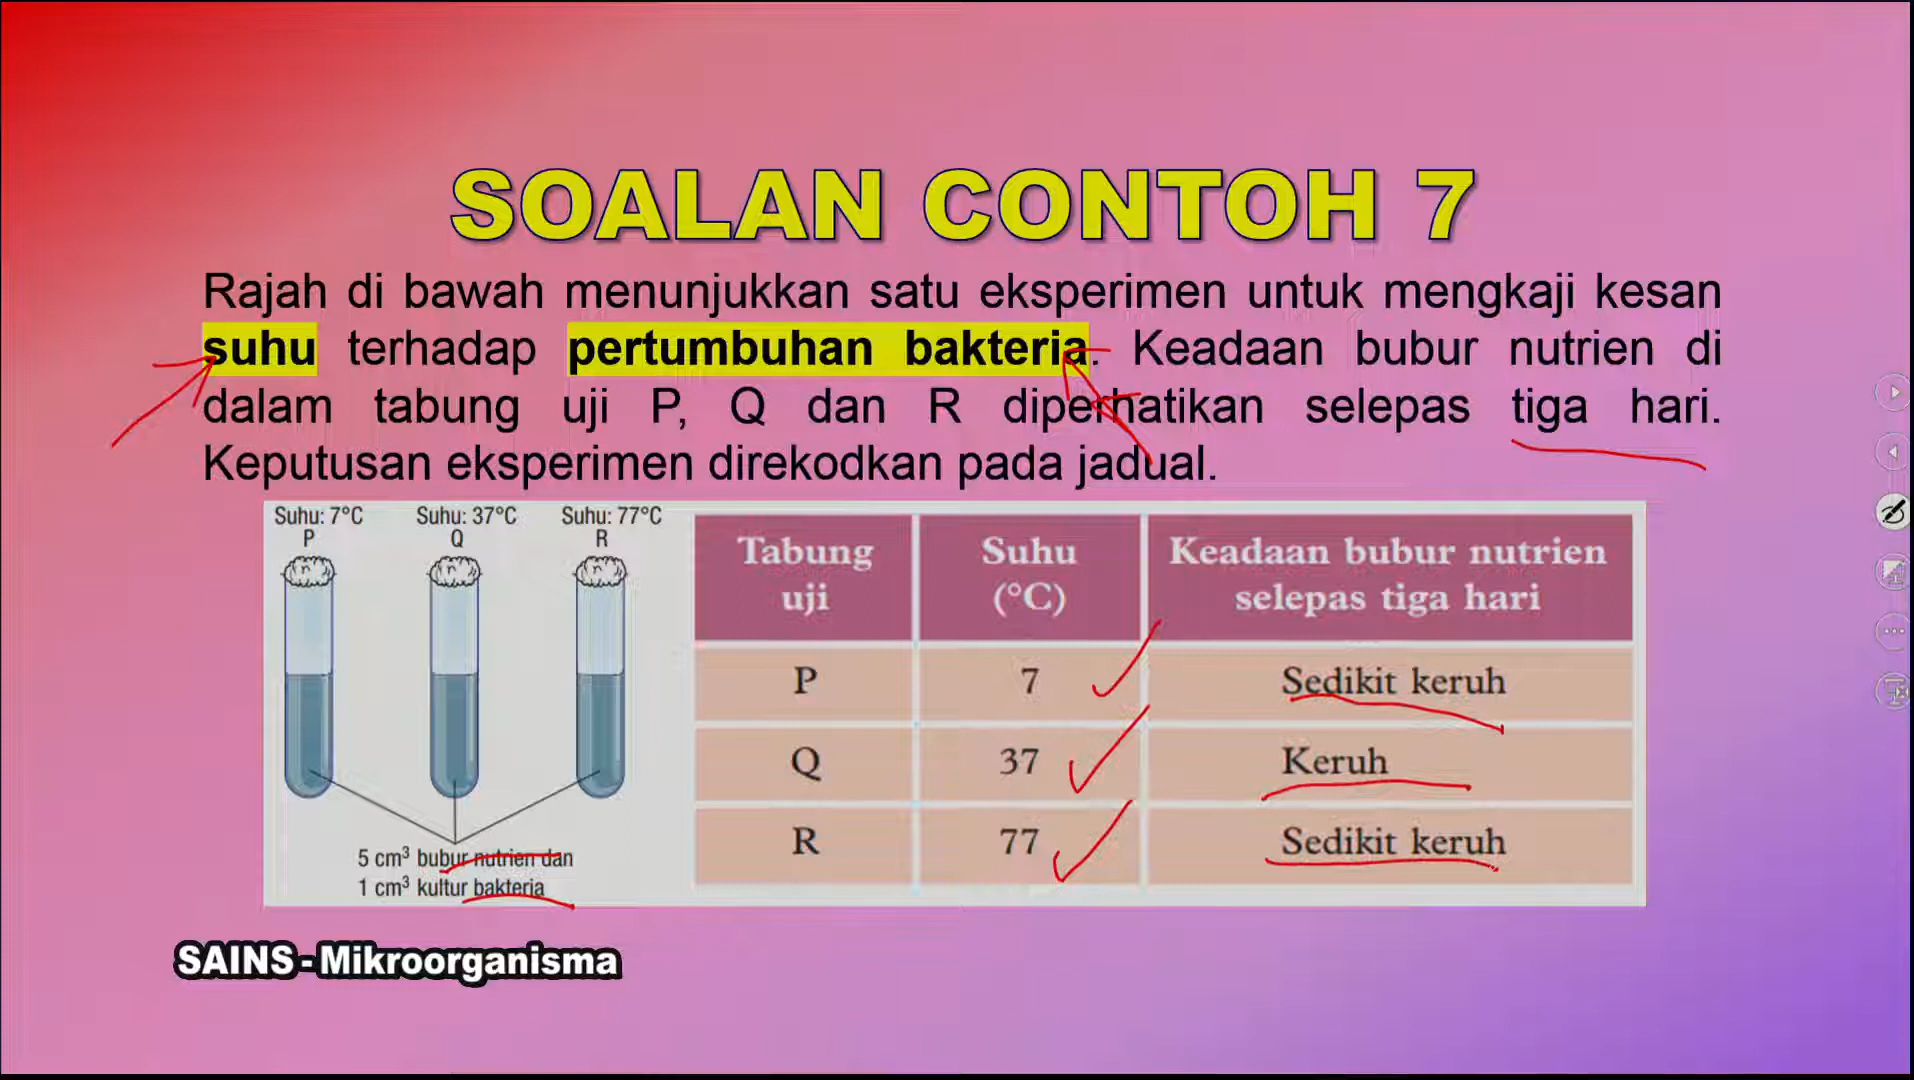 SOALAN CONTOH 7
Rajah di bawah menunjukkan satu eksperimen untuk mengkaji kesan
suhu terhadap pertumbuhan bakteria. Keadaan bubur nutrien di
dalam tabung uji P, Q dan R diperhatikan selepas tiga hari.
Keputusan eksperimen direkodkan pada jadual.
Suhu: 7°C Suhu: 37°C Suhu: 77°C
P Q R
5 cm³ bubur nutrien dan
1 cm³ kultur bakteria
Tabung uji Suhu (°C) Keadaan bubur nutrien selepas tiga hari
P 7 Sedikit keruh
Q 37 Keruh
R 77 Sedikit keruh
SAINS - Mikroorganisma